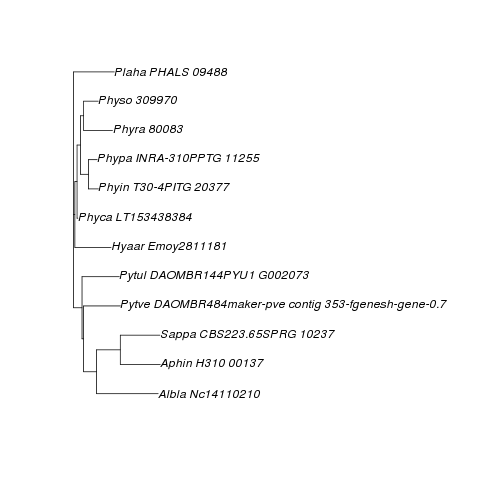 Plaha PHALS 09488
Physo 309970
Phyra 80083
Phypa INRA-310PPTG 11255
Phyin T30-4PITG 20377
Phyca LT153438384
Hyaar Emoy2811181
Pytul DAOMBR144PYU1 G002073
Pytve DAOMBR484maker-pve contig 353-fgenesh-gene-0.7
Sappa CBS223.65SPRG 10237
Aphin H310 00137
Albla Nc14110210